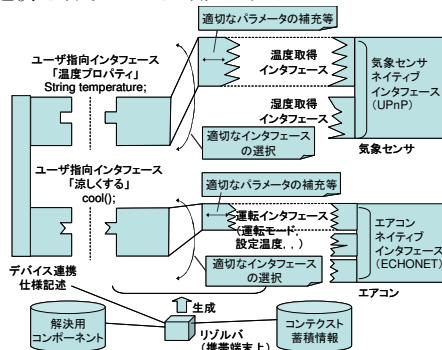 適切なパラメータの補充等
ユーザ指向インタフェース
「温度プロパティ」
String temperature;
温度取得
インタフェース
湿度取得
インタフェース
気象センサ
ネイティブ
インタフェース
(UPnP)
気象センサ
適切なインタフェース
の選択
ユーザ指向インタフェース
「涼しくする」
cool();
適切なパラメータの補充等
運転インタフェース
(運転モード,
設定温度, , )
エアコン
ネイティブ
インタフェース
(ECHONET)
エアコン
適切なインタフェース
の選択
デバイス連携
仕様記述
生成
解決用
コンポーネント
リゾルバ
(携帯端末上)
コンテクスト
蓄積情報